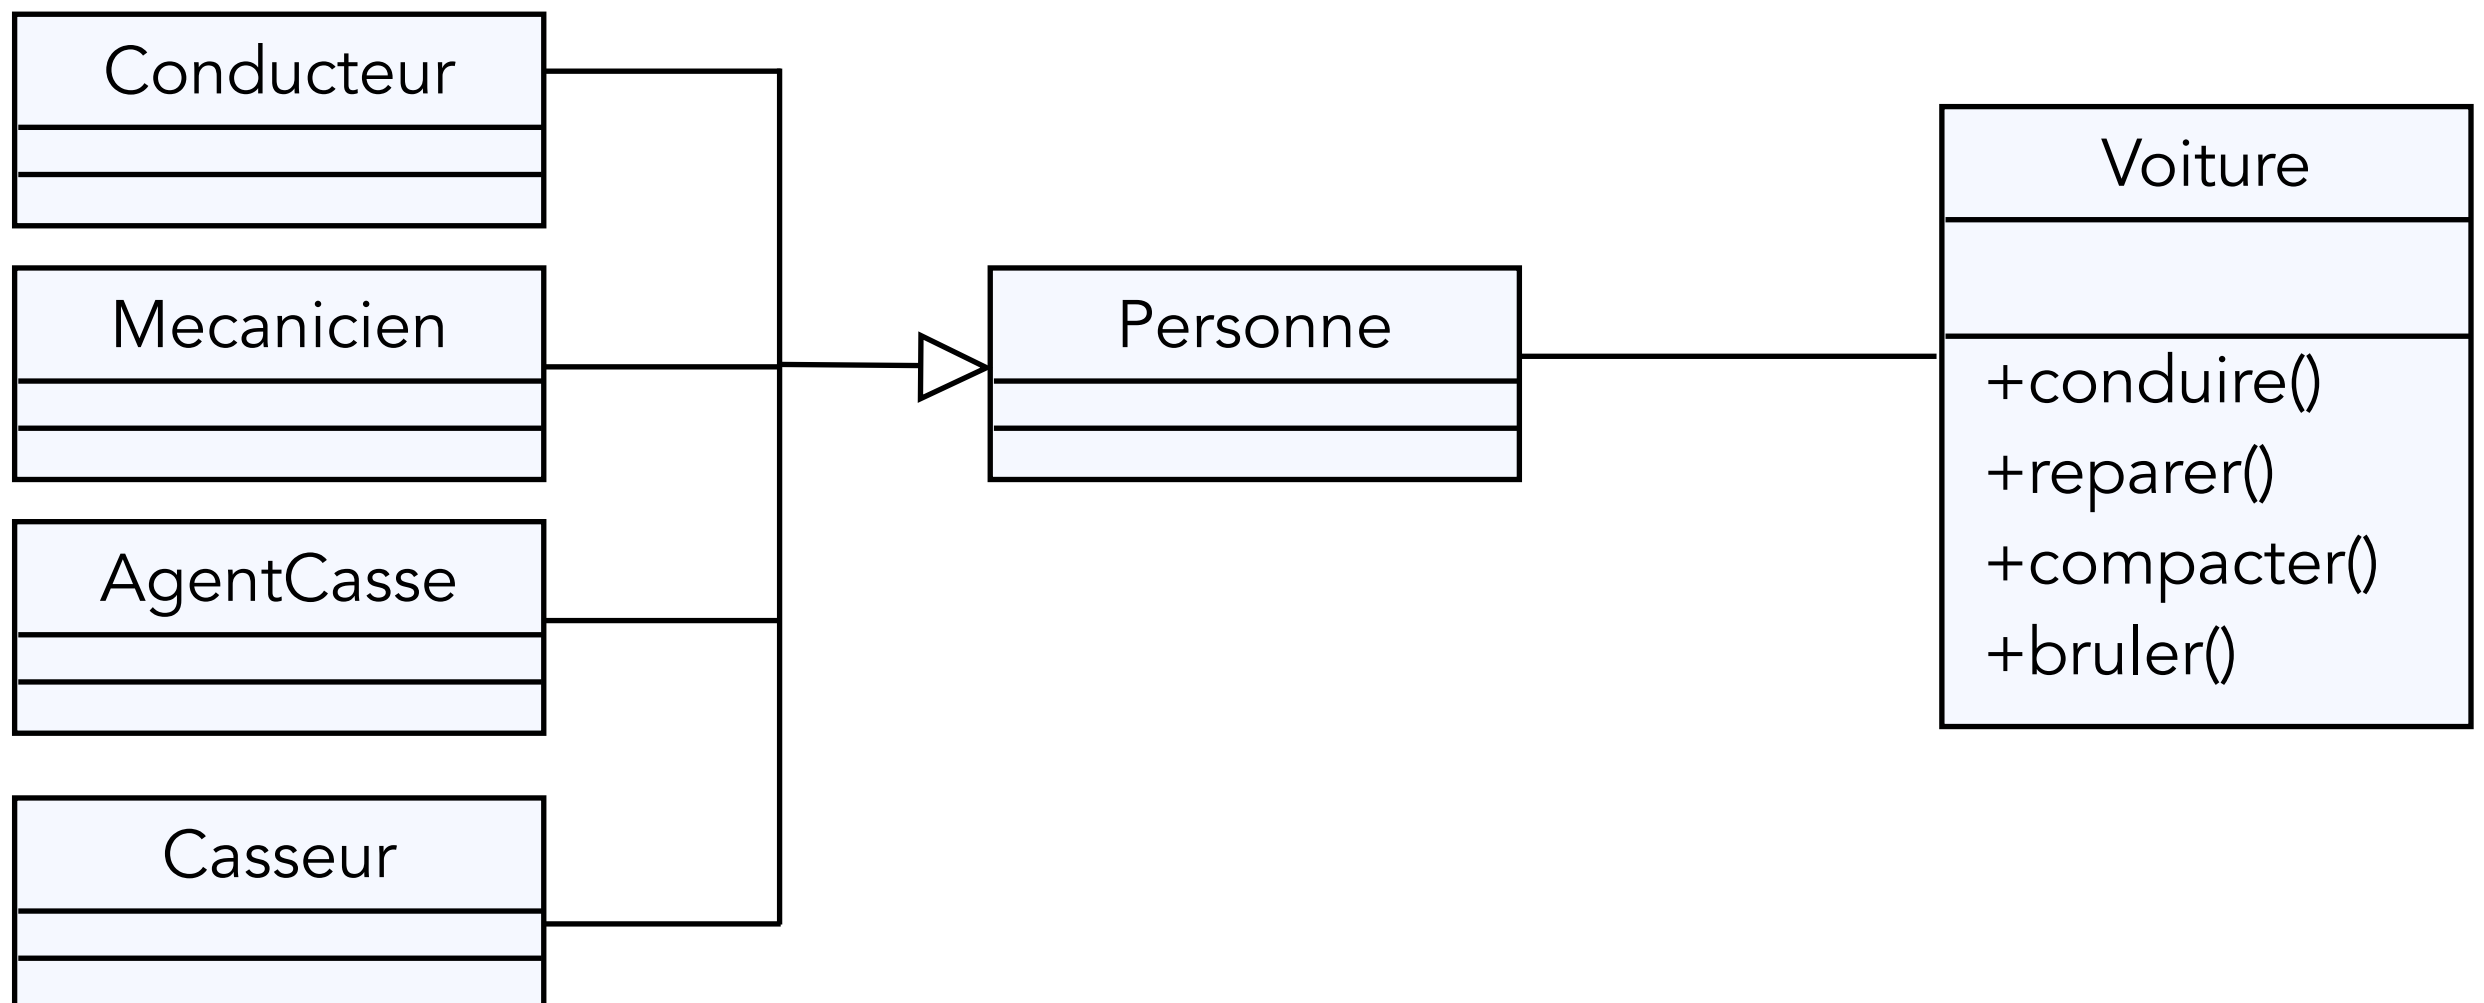 Conducteur
Mecanicien
AgentCasse
Casseur
Personne
Voiture
+conduire()
+reparer()
+compacter()
+bruler()